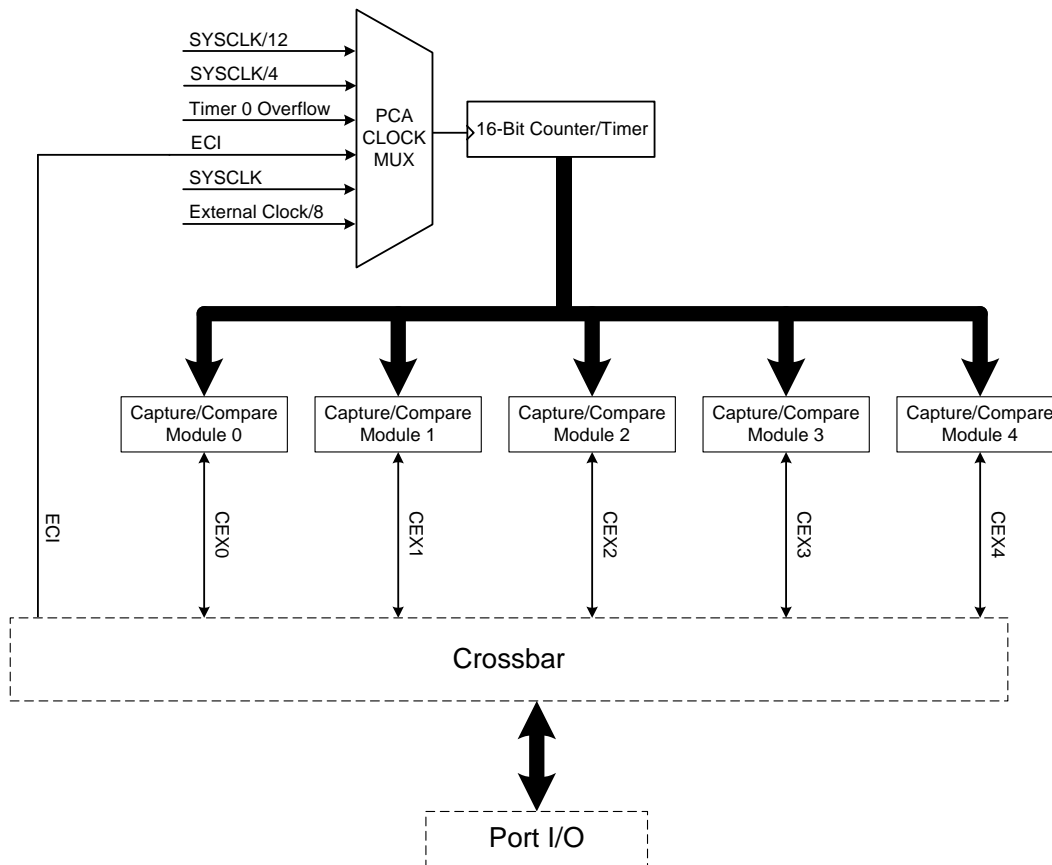 SYSCLK/12
SYSCLK/4
Timer 0 Overflow
ECI
SYSCLK
External Clock/8
PCA
CLOCK
MUX
16-Bit Counter/Timer
Capture/Compare
Module 0
Capture/Compare
Module 1
Capture/Compare
Module 2
Capture/Compare
Module 3
Capture/Compare
Module 4
ECI
CEX0
CEX1
CEX2
CEX3
CEX4
Crossbar
Port I/O